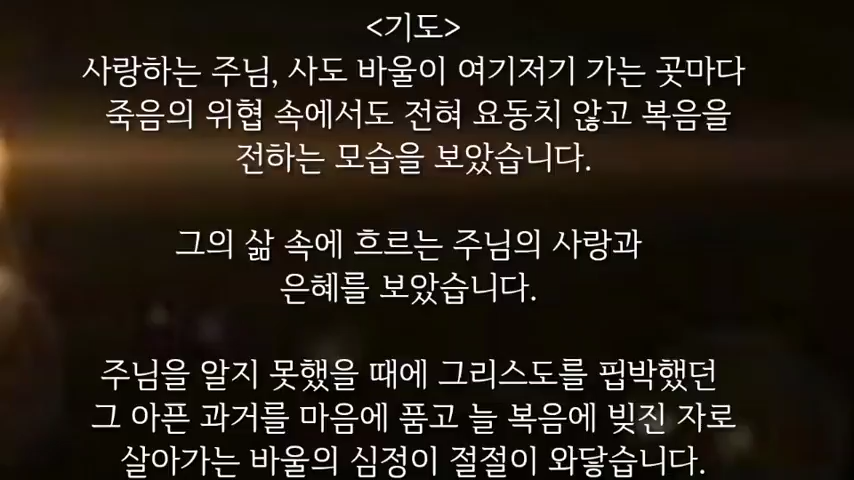 <기도>
사랑하는 주님, 사도 바울이 여기저기 가는 곳마다
죽음의 위협 속에서도 전혀 요동치 않고 복음을
전하는 모습을 보았습니다.
그의 삶 속에 흐르는 주님의 사랑과
은혜를 보았습니다.
주님을 알지 못했을 때에 그리스도를 핍박했던
그 아픈 과거를 마음에 품고 늘 복음에 빚진 자로
살아가는 바울의 심정이 절절이 와닿습니다.